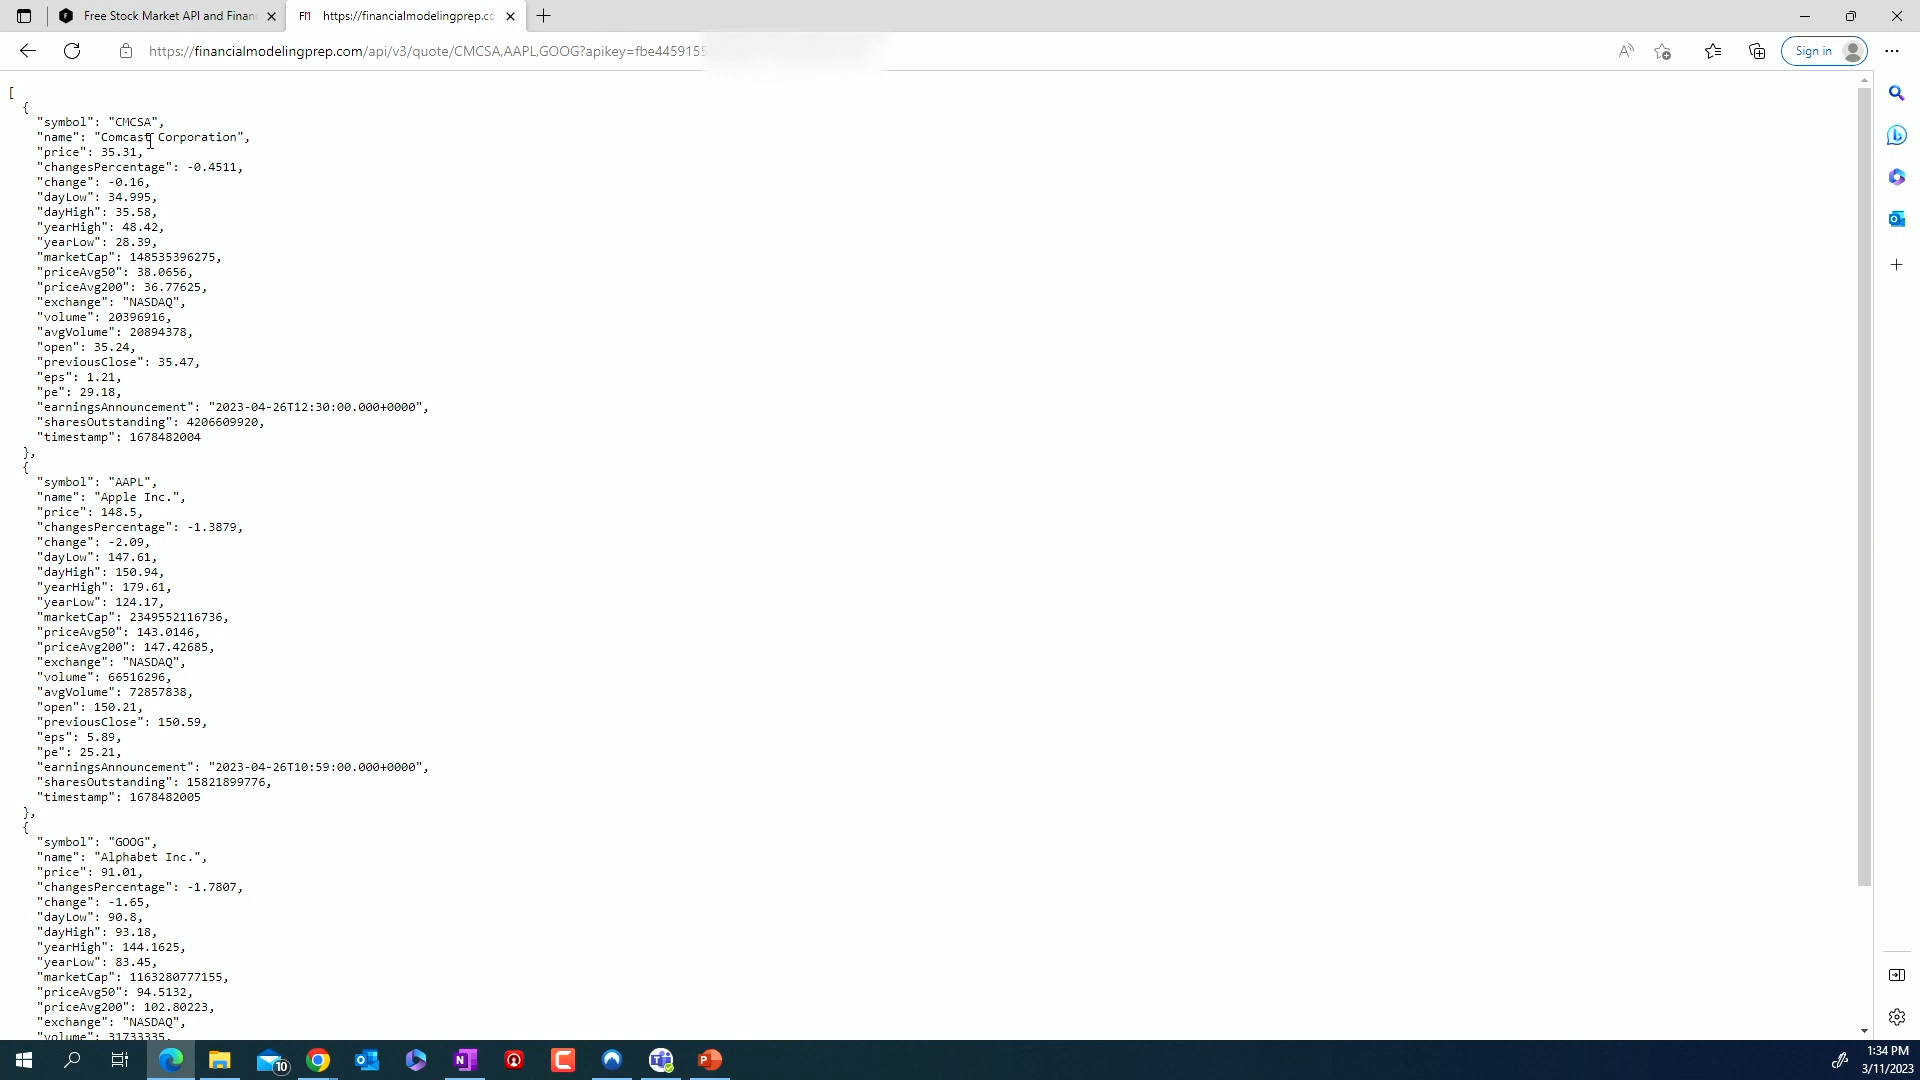 Free Stock Market API and Finan
FM https://financialmodelingprep.co
https://financialmodelingprep.com/api/v3/quote/CMCSA,AAPL,GOOG?apikey=fbe4459155
Sign in
[
{
"symbol": "CMCSA",
"name": "Comcast Corporation",
"price": 35.31,
"changesPercentage": -0.4511,
"change": -0.16,
"dayLow": 34.995,
"dayHigh": 35.58,
"yearHigh": 48.42,
"yearLow": 28.39,
"marketCap": 148535396275,
"priceAvg50": 38.0656,
"priceAvg200": 36.77625,
"exchange": "NASDAQ",
"volume": 20396916,
"avgVolume": 20894378,
"open": 35.24,
"previousClose": 35.47,
"eps": 1.21,
"pe": 29.18,
"earningsAnnouncement": "2023-04-26T12:30:00.000+0000",
"sharesOutstanding": 4206609920,
"timestamp": 1678482004
},
{
"symbol": "AAPL",
"name": "Apple Inc.",
"price": 148.5,
"changesPercentage": -1.3879,
"change": -2.09,
"dayLow": 147.61,
"dayHigh": 150.94,
"yearHigh": 179.61,
"yearLow": 124.17,
"marketCap": 2349552116736,
"priceAvg50": 143.0146,
"priceAvg200": 147.42685,
"exchange": "NASDAQ",
"volume": 66516296,
"avgVolume": 72857838,
"open": 150.21,
"previousClose": 150.59,
"eps": 5.89,
"pe": 25.21,
"earningsAnnouncement": "2023-04-26T10:59:00.000+0000",
"sharesOutstanding": 15821899776,
"timestamp": 1678482005
},
{
"symbol": "GOOG",
"name": "Alphabet Inc.",
"price": 91.01,
"changesPercentage": -1.7807,
"change": -1.65,
"dayLow": 90.8,
"dayHigh": 93.18,
"yearHigh": 144.1625,
"yearLow": 83.45,
"marketCap": 1163280777155,
"priceAvg50": 94.5132,
"priceAvg200": 102.80223,
"exchange": "NASDAQ",
"volume": 31733335,
10
1:34 PM
3/11/2023